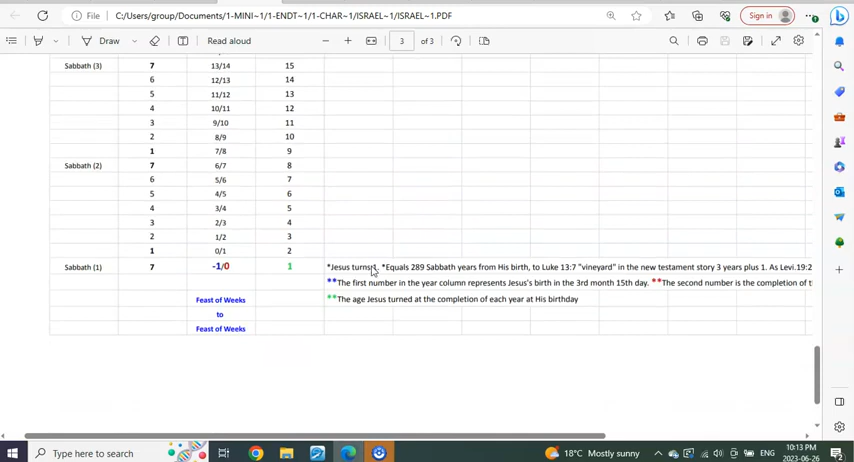 File
C:/Users/group/Documents/1-MINI~1/1-ENDT~1/1-CHAR~1/ISRAEL~1/ISRAEL~1.PDF
Sign in
Draw
Read aloud
3 of 3
Sabbath (3) 7 13/14 15
6 12/13 14
5 11/12 13
4 10/11 12
3 9/10 11
2 8/9 10
1 7/8 9
Sabbath (2) 7 6/7 8
6 5/6 7
5 4/5 6
4 3/4 5
3 2/3 4
2 1/2 3
1 0/1 2
Sabbath (1) 7 -1/0 1 *Jesus turns 1. *Equals 289 Sabbath years from His birth, to Luke 13:7 "vineyard" in the new testament story 3 years plus 1. As Levi.19:2
**The first number in the year column represents Jesus's birth in the 3rd month 15th day. **The second number is the completion of t
Feast of Weeks **The age Jesus turned at the completion of each year at His birthday
to
Feast of Weeks
Type here to search
18°C Mostly sunny
ENG
10:13 PM
2023-06-26
2